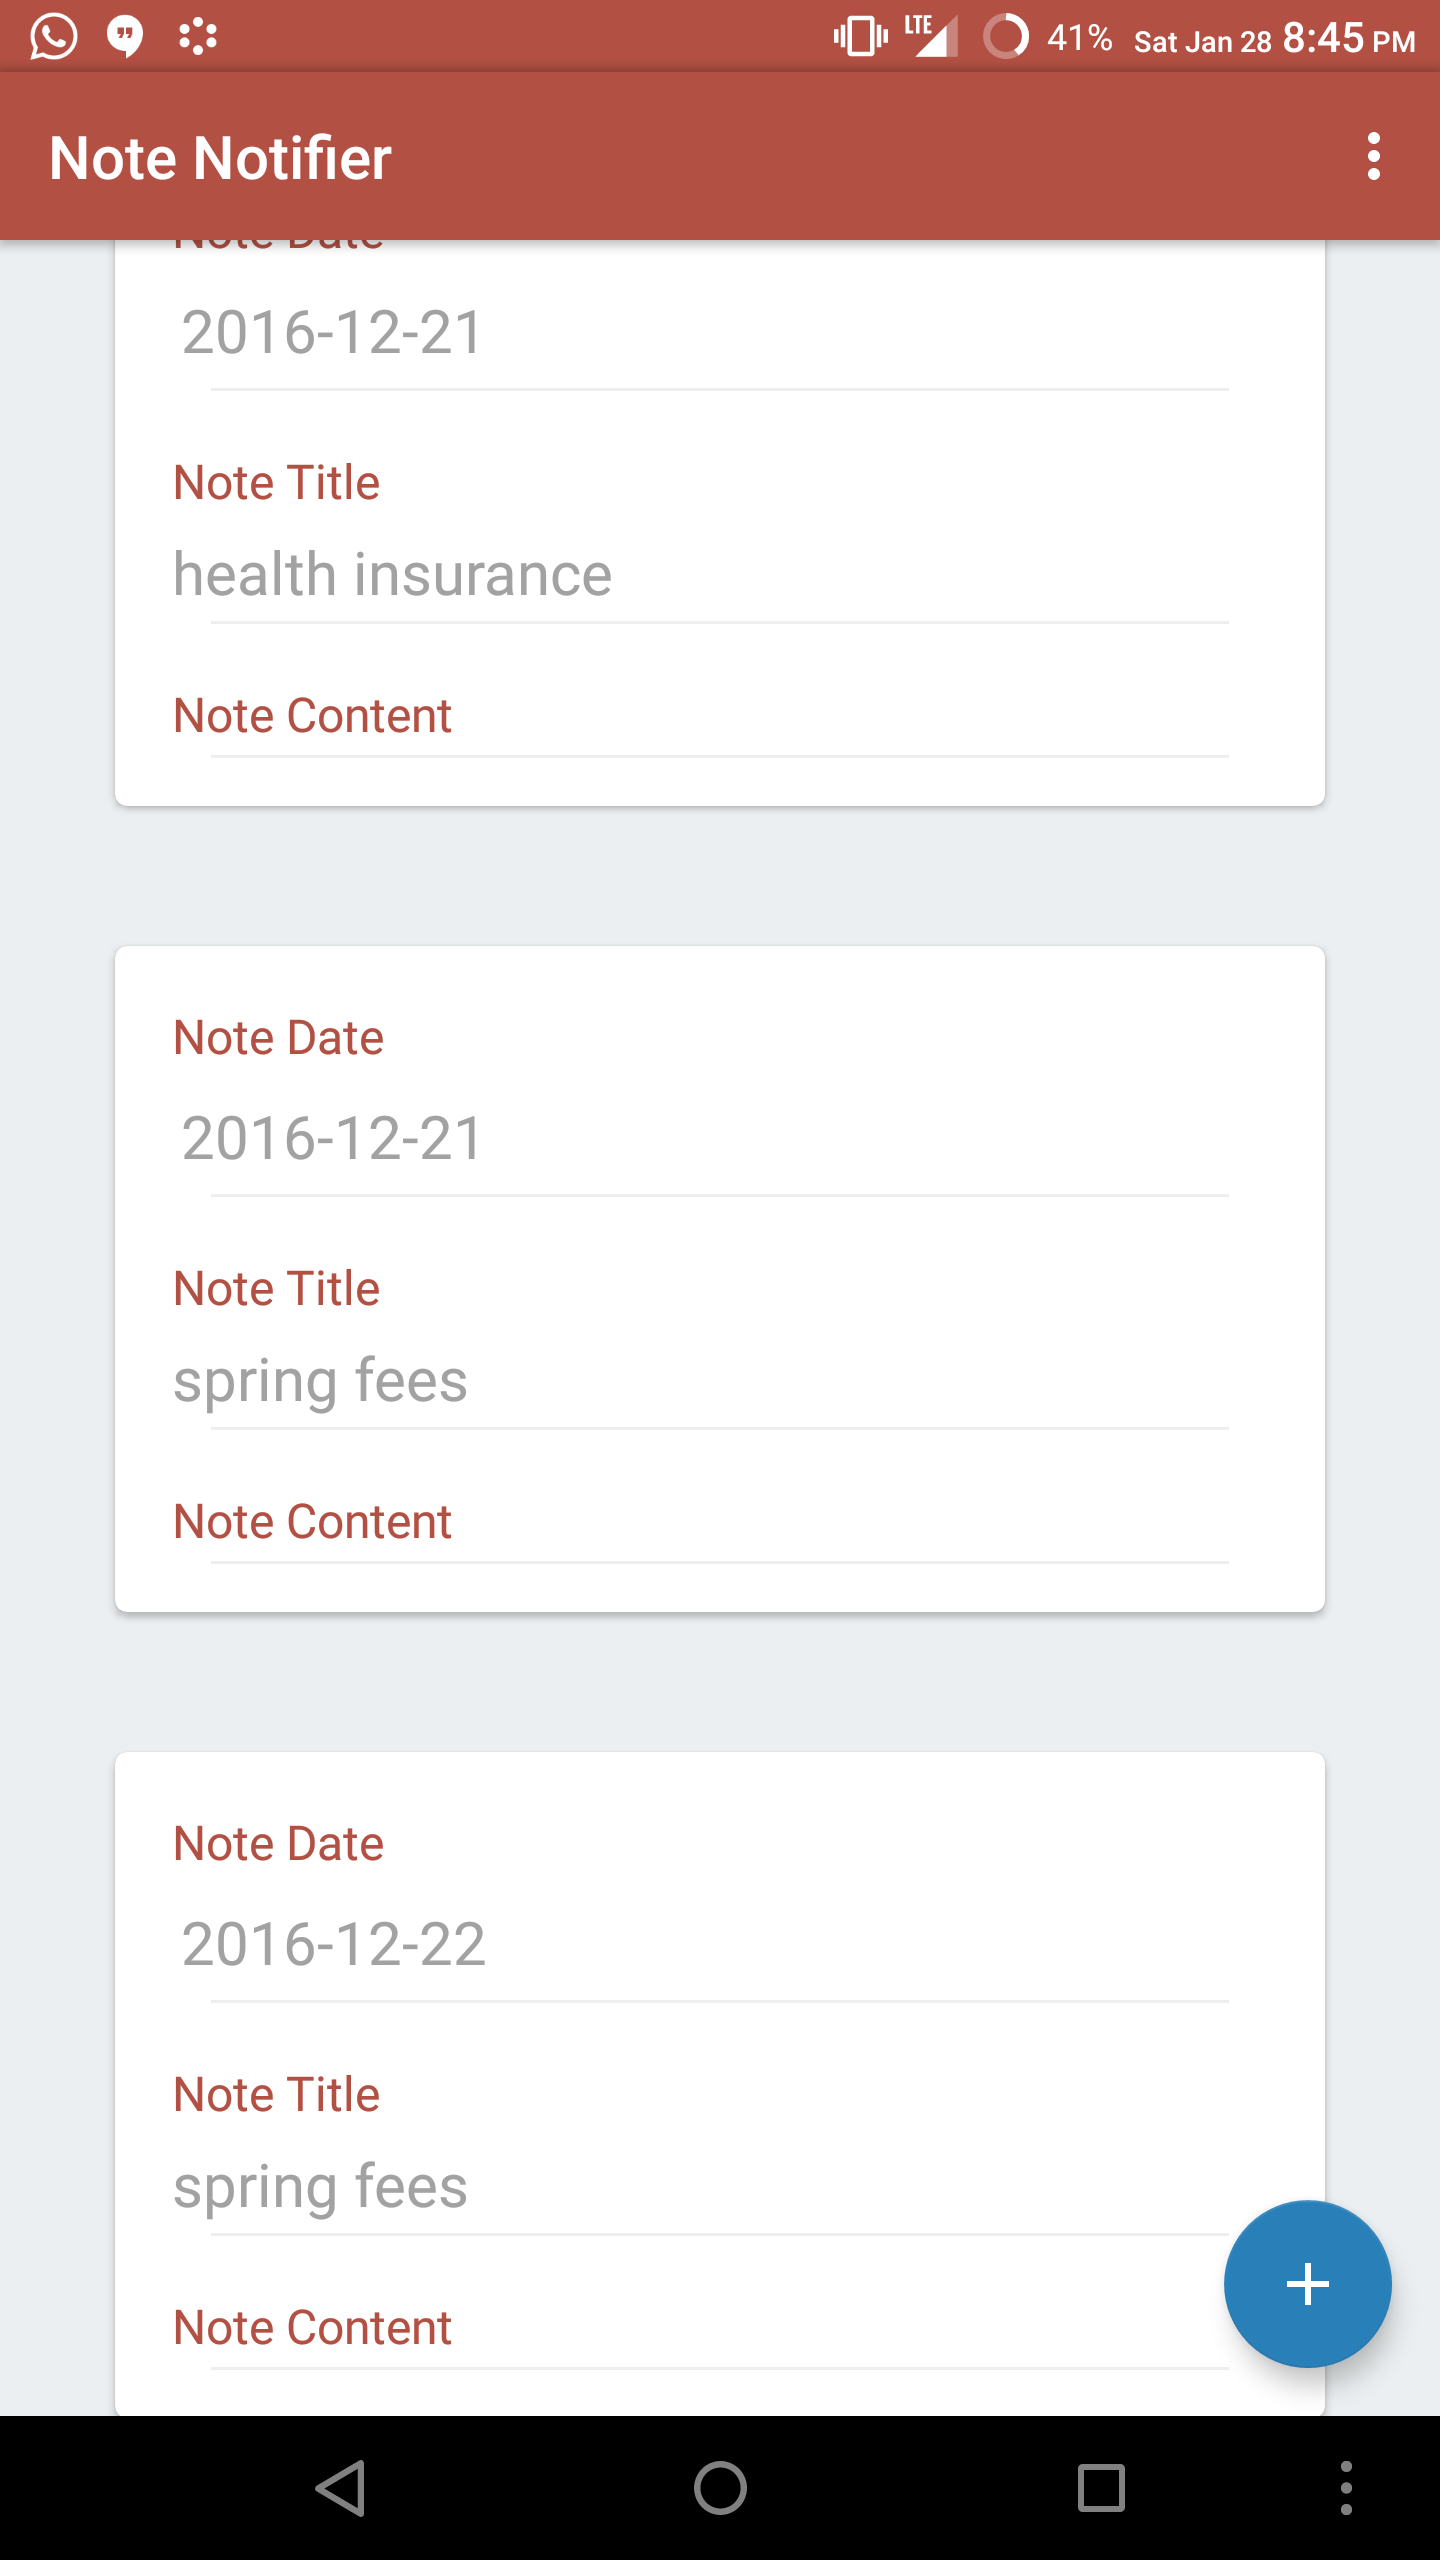 LTE 41% Sat Jan 28 8:45 PM
Note Notifier
Note Date
2016-12-21
Note Title
health insurance
Note Content
Note Date
2016-12-21
Note Title
spring fees
Note Content
Note Date
2016-12-22
Note Title
spring fees
Note Content